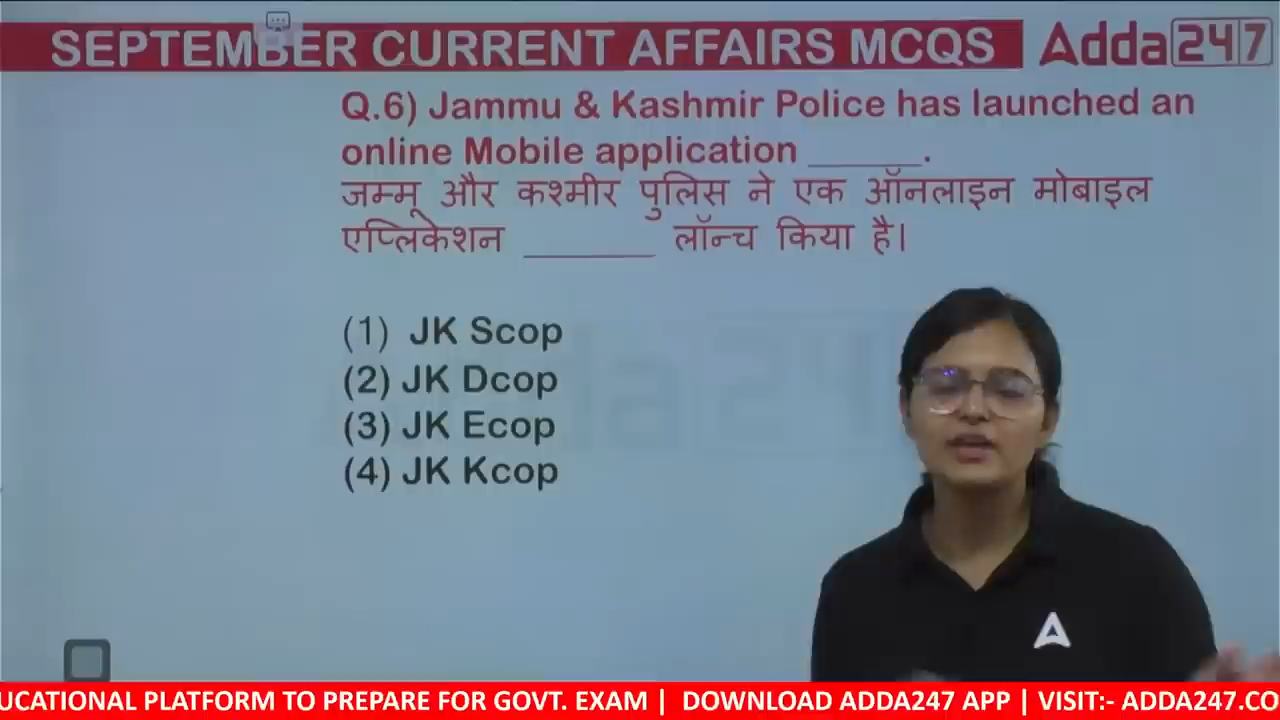 SEPTEMBER CURRENT AFFAIRS MCQS
Adda247
Q.6) Jammu & Kashmir Police has launched an
online Mobile application ______.
जम्मू और कश्मीर पुलिस ने एक ऑनलाइन मोबाइल
एप्लिकेशन _______ लॉन्च किया है।
(1) JK Scop
(2) JK Dcop
(3) JK Ecop
(4) JK Kcop
UCATIONAL PLATFORM TO PREPARE FOR GOVT. EXAM | DOWNLOAD ADDA247 APP | VISIT:- ADDA247.CO